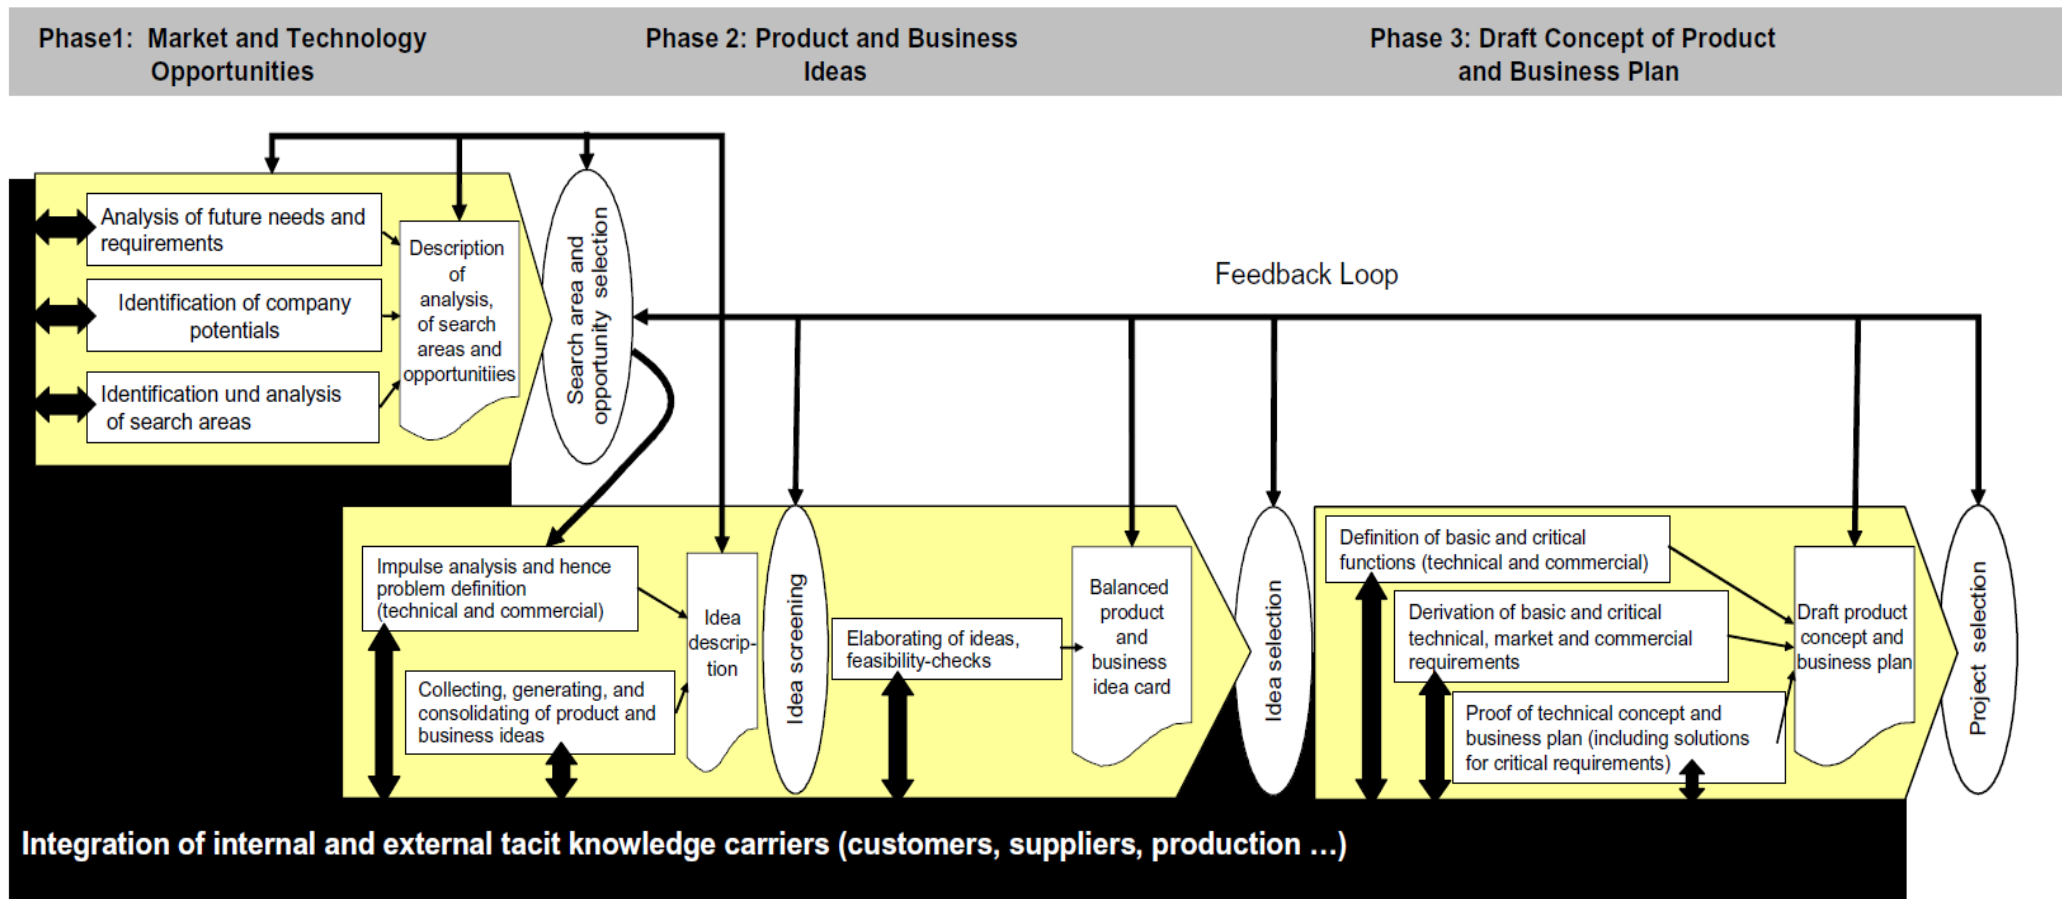 Phase1:  Market and Technology
Opportunities
Phase 2: Product and Business
Ideas
Phase 3: Draft Concept of Product
and Business Plan
Analysis of future needs and
requirements
Identification of company
potentials
Identification und analysis
of search areas
Description
of
analysis,
of search
areas and
opportunitiies
Search area and
opportunity selection
Feedback Loop
Impulse analysis and hence
problem definition
(technical and commercial)
Collecting, generating, and
consolidating of product and
business ideas
Idea
descrip-
tion
Idea screening
Elaborating of ideas,
feasibility-checks
Balanced
product
and
business
idea card
Idea selection
Definition of basic and critical
functions (technical and commercial)
Derivation of basic and critical
technical, market and commercial
requirements
Proof of technical concept and
business plan (including solutions
for critical requirements)
Draft product
concept and
business plan
Project selection
Integration of internal and external tacit knowledge carriers (customers, suppliers, production …)